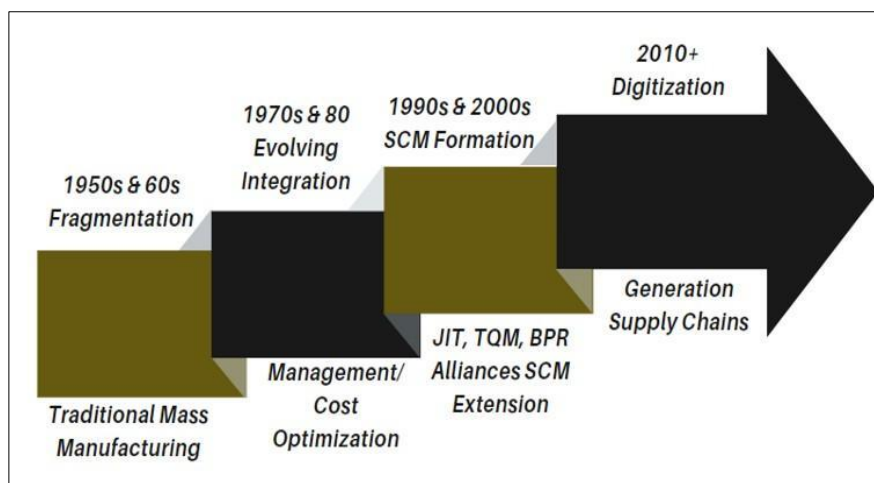 1950s & 60s
Fragmentation
Traditional Mass
Manufacturing
1970s & 80
Evolving
Integration
Management/
Cost
Optimization
1990s & 2000s
SCM Formation
JIT, TQM, BPR
Alliances SCM
Extension
2010+
Digitization
Generation
Supply Chains